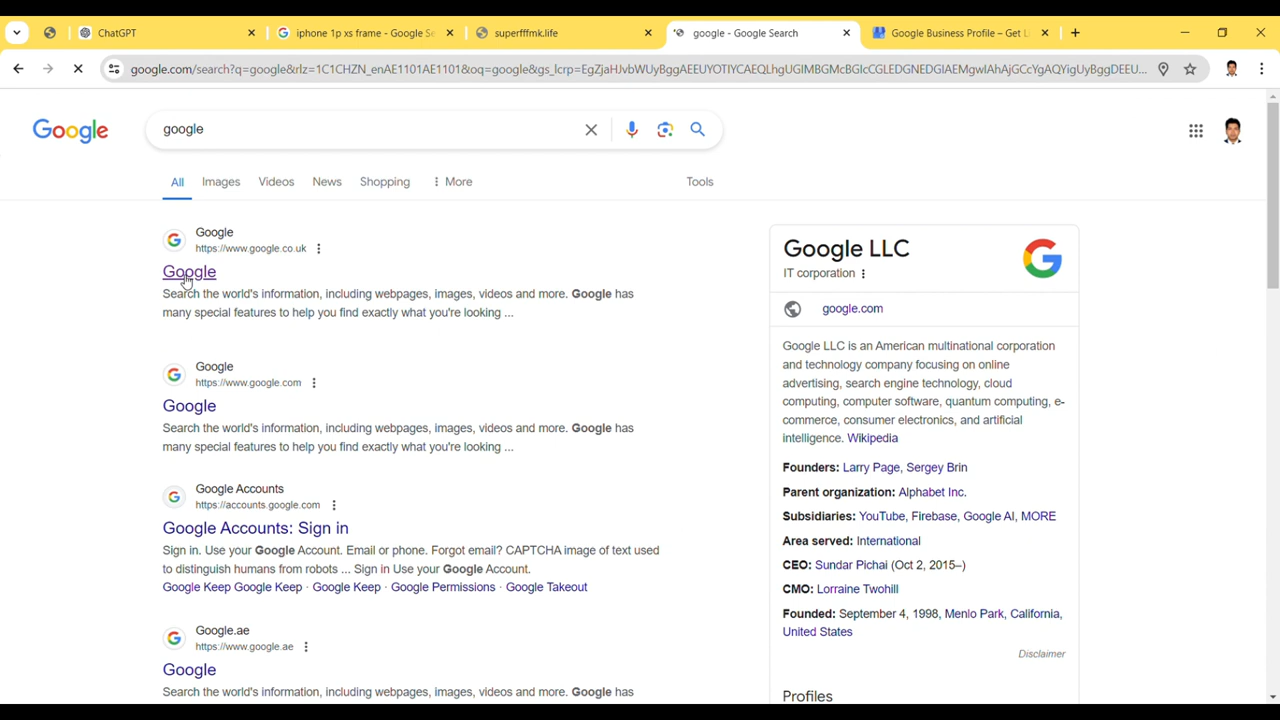 ChatGPT
iphone 1p xs frame - Google Se
superfffmk.life
google - Google Search
Google Business Profile – Get Li
google.com/search?q=google&rlz=1C1CHZN_enAE1101AE1101&oq=google&gs_lcrp=EgZjaHJvbWUyBggAEEUYOTIYCAEQLhgUGIMBGMcBGIcCGLEDGNEDGIAEMgwIAhAjGCcYgAQYigUyBggDEEU...
Google
google
All Images Videos News Shopping More Tools
Google
https://www.google.co.uk
Google
Search the world's information, including webpages, images, videos and more. Google has
many special features to help you find exactly what you're looking ...
Google
https://www.google.com
Google
Search the world's information, including webpages, images, videos and more. Google has
many special features to help you find exactly what you're looking ...
Google Accounts
https://accounts.google.com
Google Accounts: Sign in
Sign in. Use your Google Account. Email or phone. Forgot email? CAPTCHA image of text used
to distinguish humans from robots ... Sign in Use your Google Account.
Google Keep Google Keep · Google Keep · Google Permissions · Google Takeout
Google.ae
https://www.google.ae
Google
Search the world's information, including webpages, images, videos and more. Google has
Google LLC
IT corporation
google.com
Google LLC is an American multinational corporation
and technology company focusing on online
advertising, search engine technology, cloud
computing, computer software, quantum computing, e-
commerce, consumer electronics, and artificial
intelligence. Wikipedia
Founders: Larry Page, Sergey Brin
Parent organization: Alphabet Inc.
Subsidiaries: YouTube, Firebase, Google AI, MORE
Area served: International
CEO: Sundar Pichai (Oct 2, 2015–)
CMO: Lorraine Twohill
Founded: September 4, 1998, Menlo Park, California,
United States
Disclaimer
Profiles